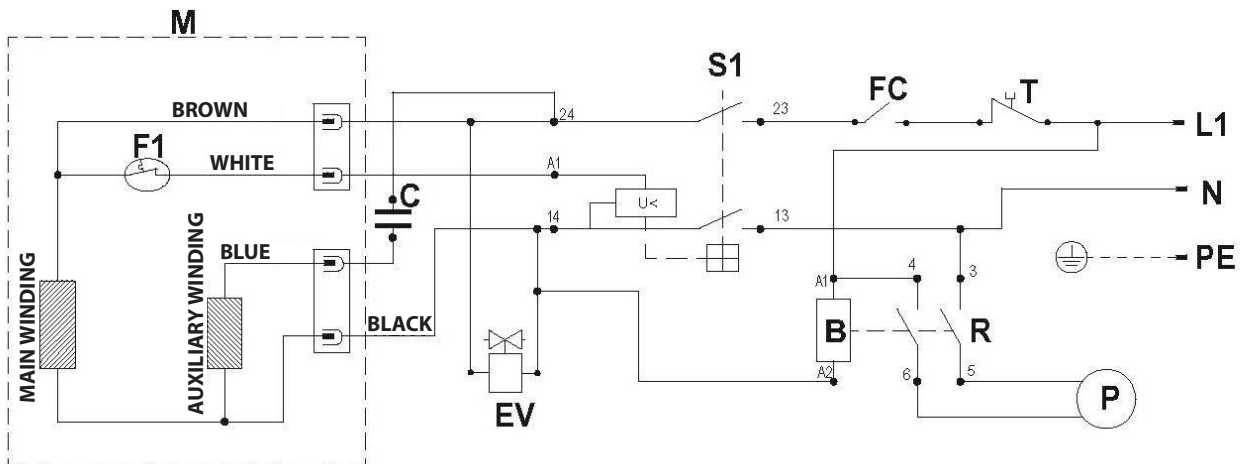 M
S1
BROWN
24
23
FC
T
L1
F1
WHITE
A1
C
U<
N
14
13
BLUE
PE
MAIN WINDING
AUXILIARY WINDING
BLACK
A1
4
3
B
R
A2
6
5
EV
P